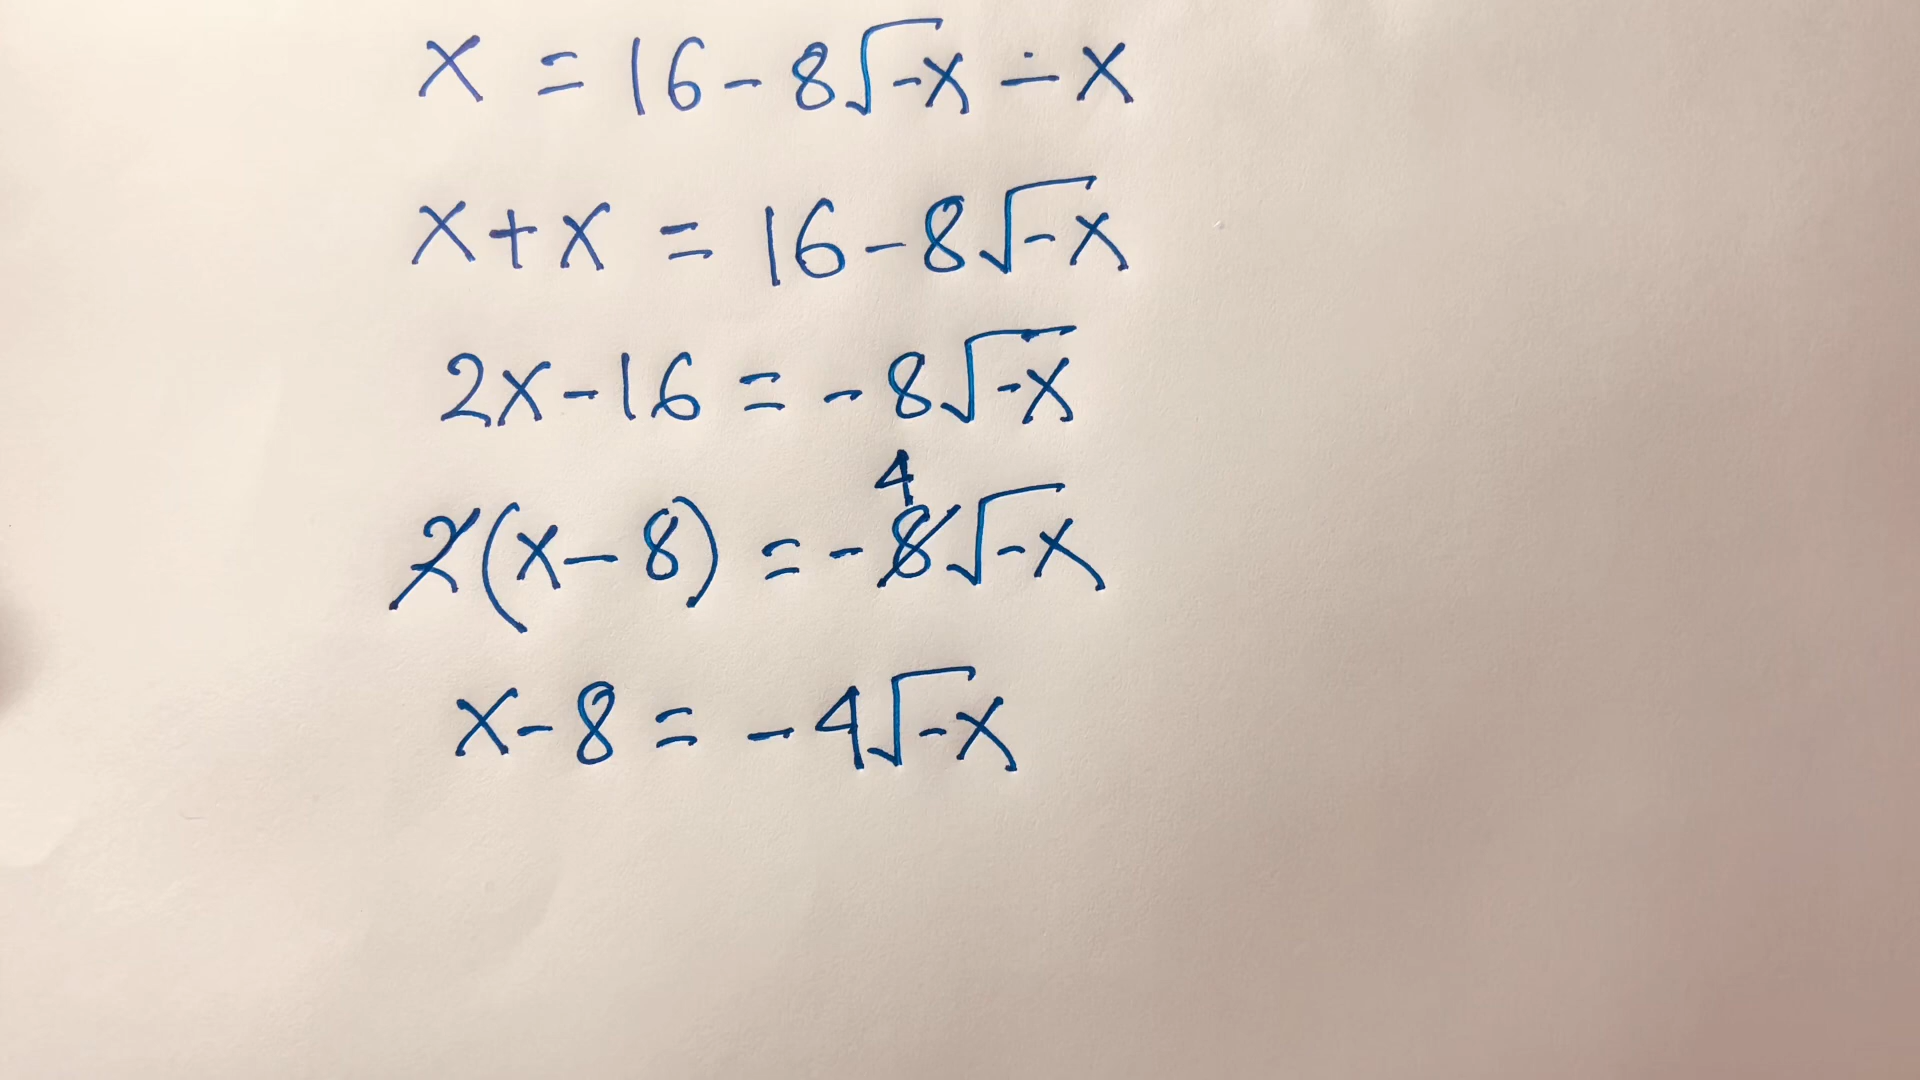 x = 16 - 8√-x ÷ x
x + x = 16 - 8√-x
2x - 16 = - 8√-x
4
2(x - 8) = - 8√-x
x - 8 = - 4√-x